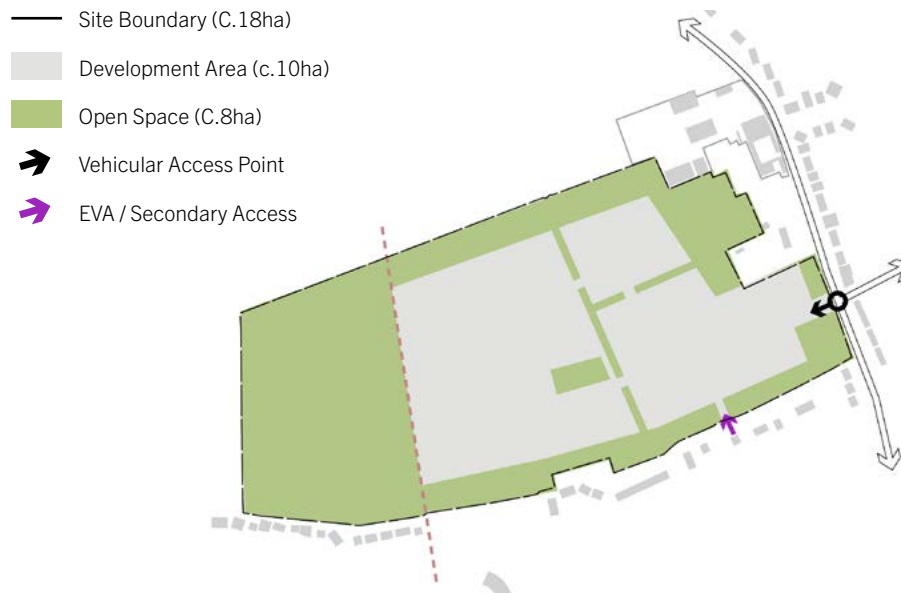 Site Boundary (C.18ha)
Development Area (c.10ha)
Open Space (C.8ha)
Vehicular Access Point
EVA / Secondary Access